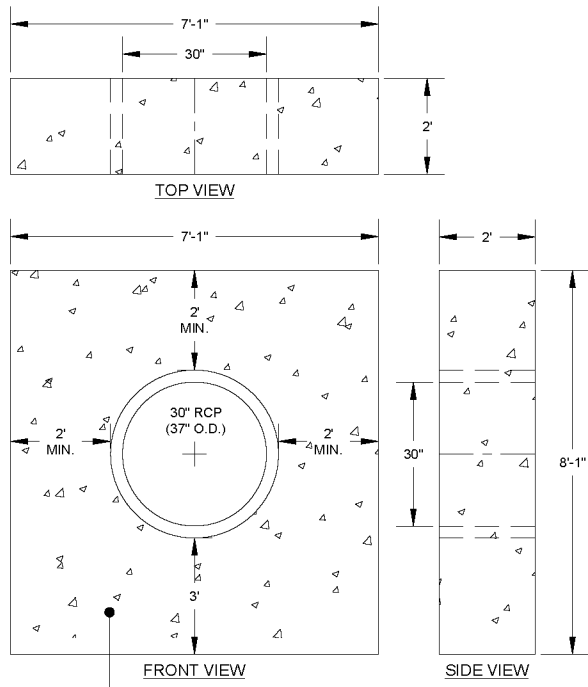 7'-1"
30"
2'
TOP VIEW
7'-1"
2'
2'
MIN.
30" RCP
(37" O.D.)
2'
MIN.
2'
MIN.
30"
8'-1"
3'
FRONT VIEW
SIDE VIEW